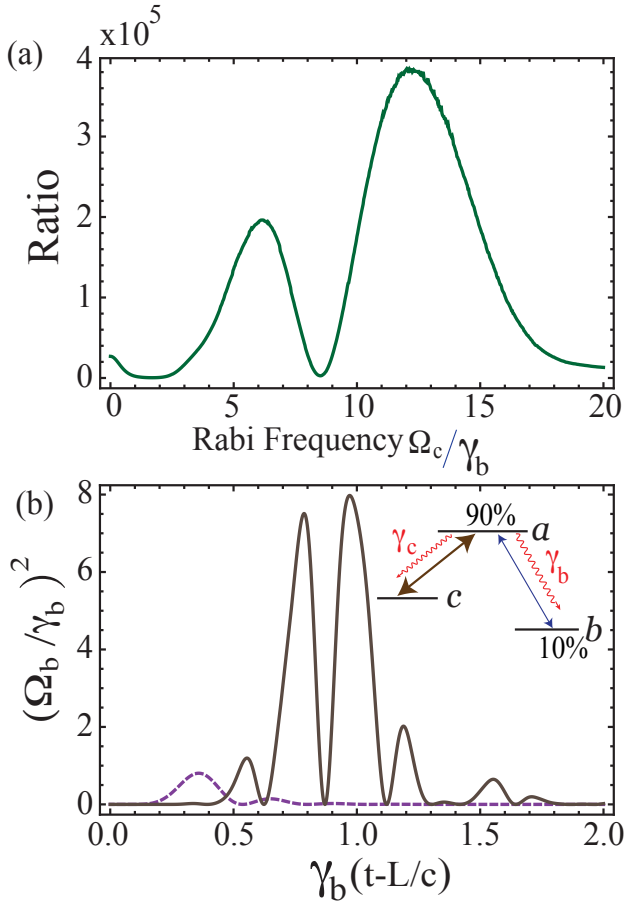 x10⁵
(a)
4
3
2
1
0
Ratio
0 5 10 15 20
Rabi Frequency Ω_c/γ_b
(b)
8
6
4
2
0
(Ω_b/γ_b)²
90%
a
γ_c
γ_b
c
b
10%
0.0 0.5 1.0 1.5 2.0
γ_b(t-L/c)